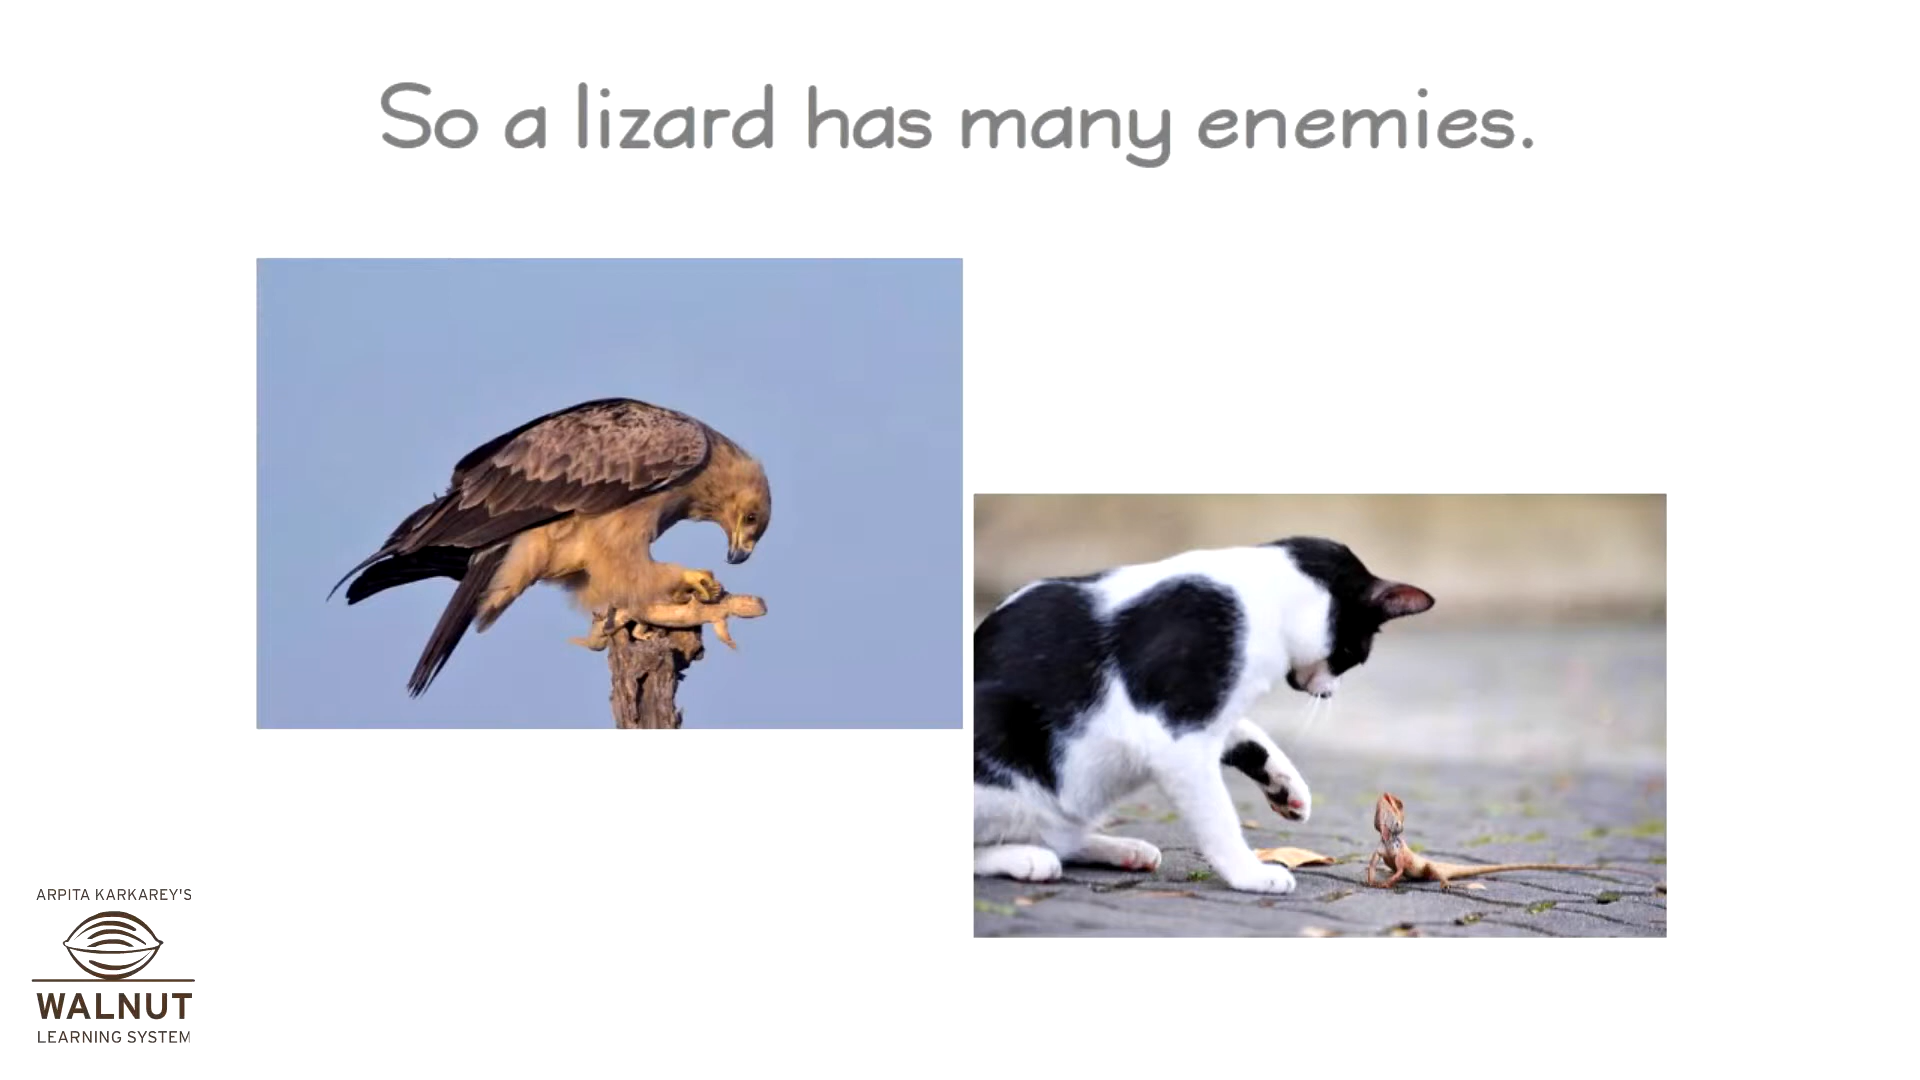 So a lizard has many enemies.
ARPITA KARKAREY'S
WALNUT
LEARNING SYSTEM